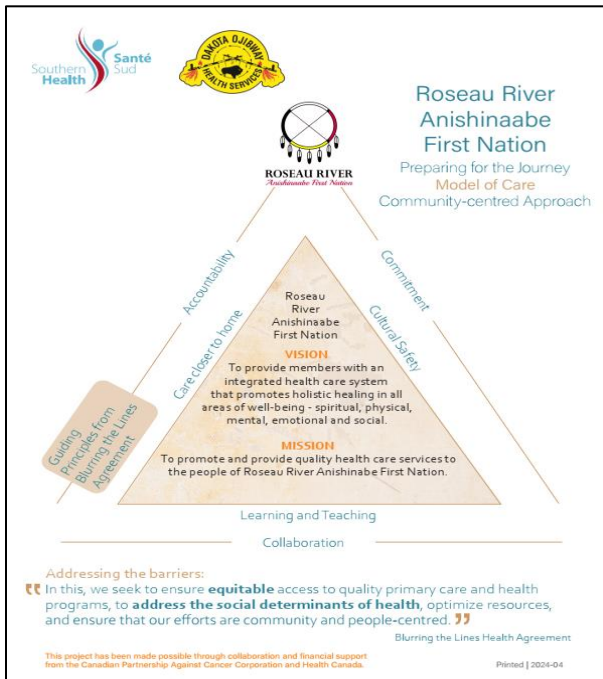 Southern
Health
Santé
Sud
DAKOTA OJIBWAY
HEALTH SERVICES
ROSEAU RIVER
Anishinaabe First Nation
Roseau River
Anishinaabe
First Nation
Preparing for the Journey
Model of Care
Community-centred Approach
Accountability
Commitment
Care closer to home
Cultural Safety
Guiding
Principles from
Blurring the Lines
Agreement
Roseau
River
Anishinaabe
First Nation
VISION
To provide members with an
integrated health care system
that promotes holistic healing in all
areas of well-being - spiritual, physical,
mental, emotional and social.
MISSION
To promote and provide quality health care services to
the people of Roseau River Anishinabe First Nation.
Learning and Teaching
Collaboration
Addressing the barriers:
"In this, we seek to ensure equitable access to quality primary care and health
programs, to address the social determinants of health, optimize resources,
and ensure that our efforts are community and people-centred."
Blurring the Lines Health Agreement
This project has been made possible through collaboration and financial support
from the Canadian Partnership Against Cancer Corporation and Health Canada.
Printed | 2024-04